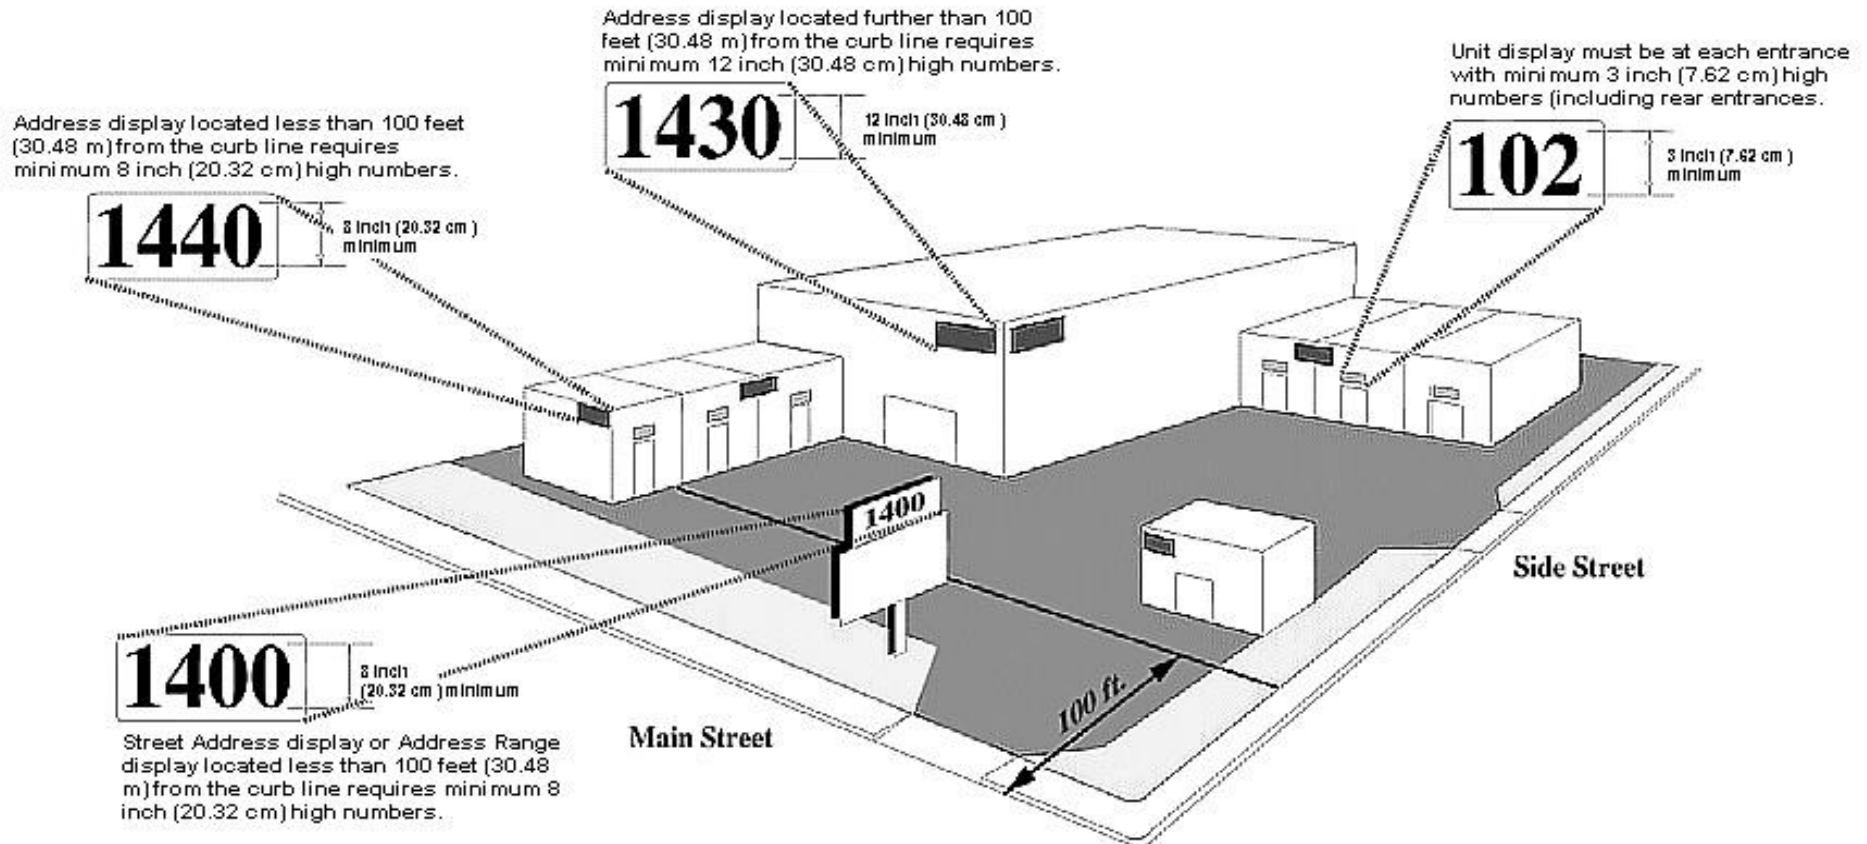 Address display located further than 100
feet (30.48 m) from the curb line requires
minimum 12 inch (30.48 cm) high numbers.
1430
12 inch (30.48 cm )
minimum
Unit display must be at each entrance
with minimum 3 inch (7.62 cm) high
numbers (including rear entrances.
102
3 inch (7.62 cm )
minimum
Address display located less than 100 feet
(30.48 m) from the curb line requires
minimum 8 inch (20.32 cm) high numbers.
1440
8 inch (20.32 cm )
minimum
1400
Side Street
1400
8 inch
(20.32 cm ) minimum
100 ft.
Main Street
Street Address display or Address Range
display located less than 100 feet (30.48
m) from the curb line requires minimum 8
inch (20.32 cm) high numbers.